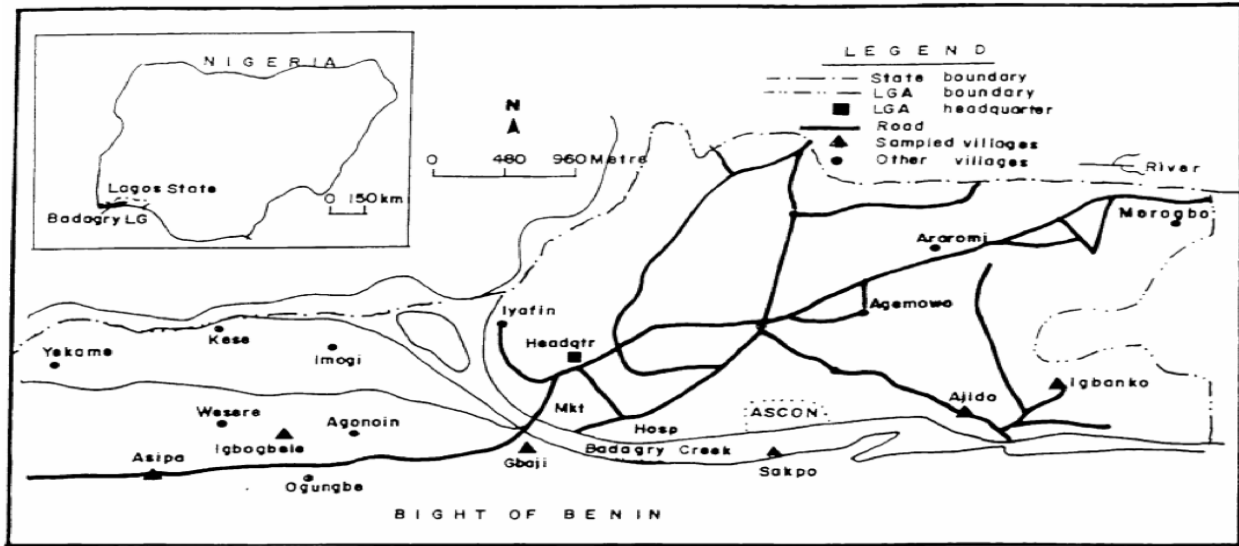 NIGERIA
Lagos State
Badagry LG
0 150km
N
0 480 960 Metre
LEGEND
State boundary
LGA boundary
LGA headquarter
Road
Sampled villages
Other villages
River
Morogbo
Araromi
Agemowo
Iyafin
Kese
Headqtr
Imogi
Yekame
Igbanko
Ajido
Mkt
ASCON
Wesere
Agonoin
Hosp
Igbogbele
Badagry Creek
Asipa
Gbaji
Sakpo
Ogungbe
BIGHT OF BENIN